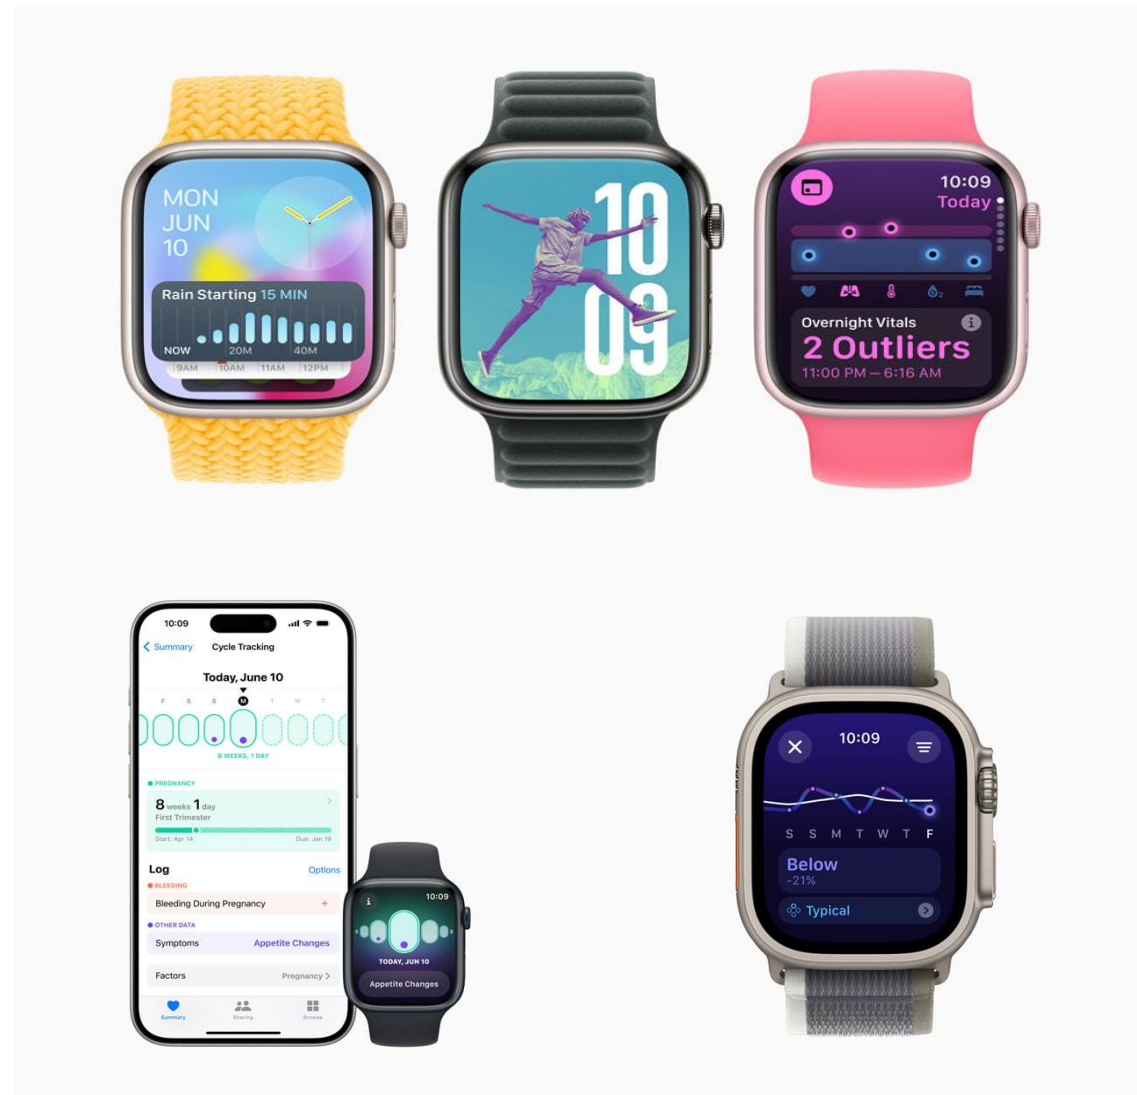 MON
JUN
10
Rain Starting 15 MIN
NOW 20M 40M
9AM 10AM 11AM 12PM
10
09
10:09
Today
O₂
Overnight Vitals i
2 Outliers
11:00 PM – 6:16 AM
10:09
Summary Cycle Tracking
Today, June 10
F S S M T W T
8 WEEKS, 1 DAY
PREGNANCY
8 weeks 1 day
First Trimester
Start: Apr 14 Due: Jan 19
Log Options
BLEEDING
Bleeding During Pregnancy +
OTHER DATA
Symptoms Appetite Changes
Factors Pregnancy
Summary Sharing Browse
i 10:09
TODAY, JUN 10
Appetite Changes
10:09
S S M T W T F
Below
-21%
Typical